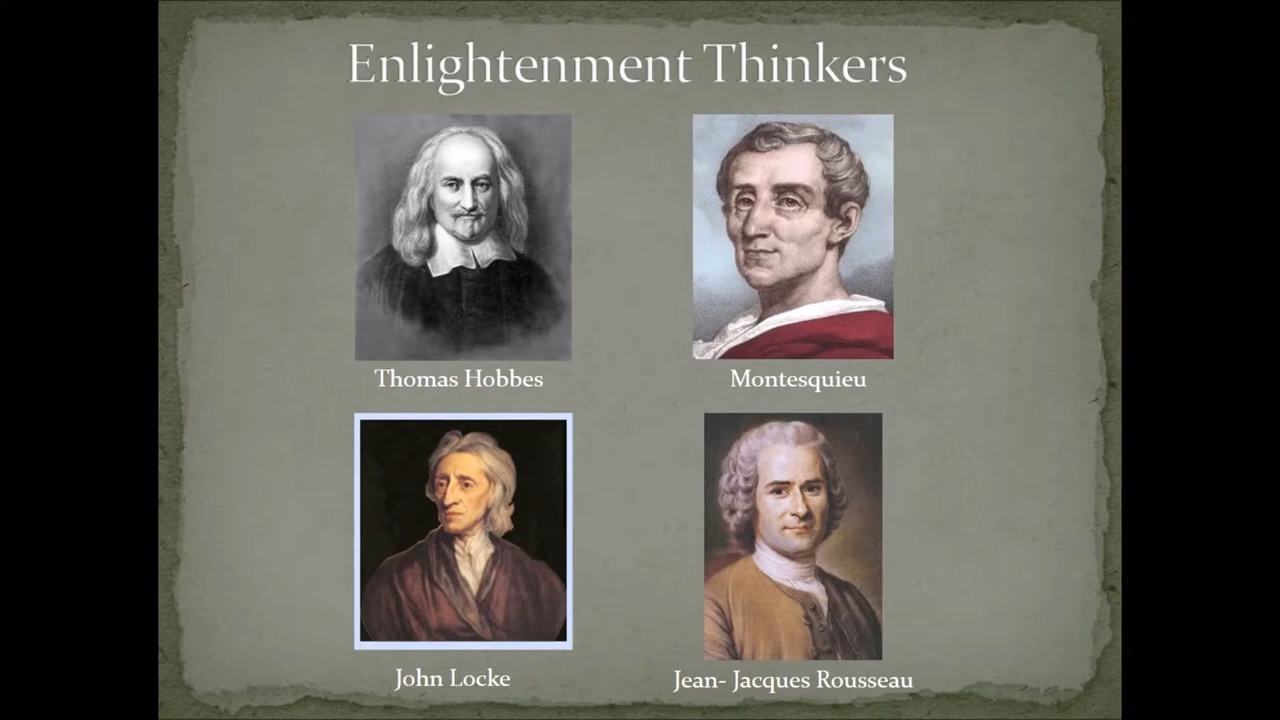 Enlightenment Thinkers
Thomas Hobbes
Montesquieu
John Locke
Jean- Jacques Rousseau